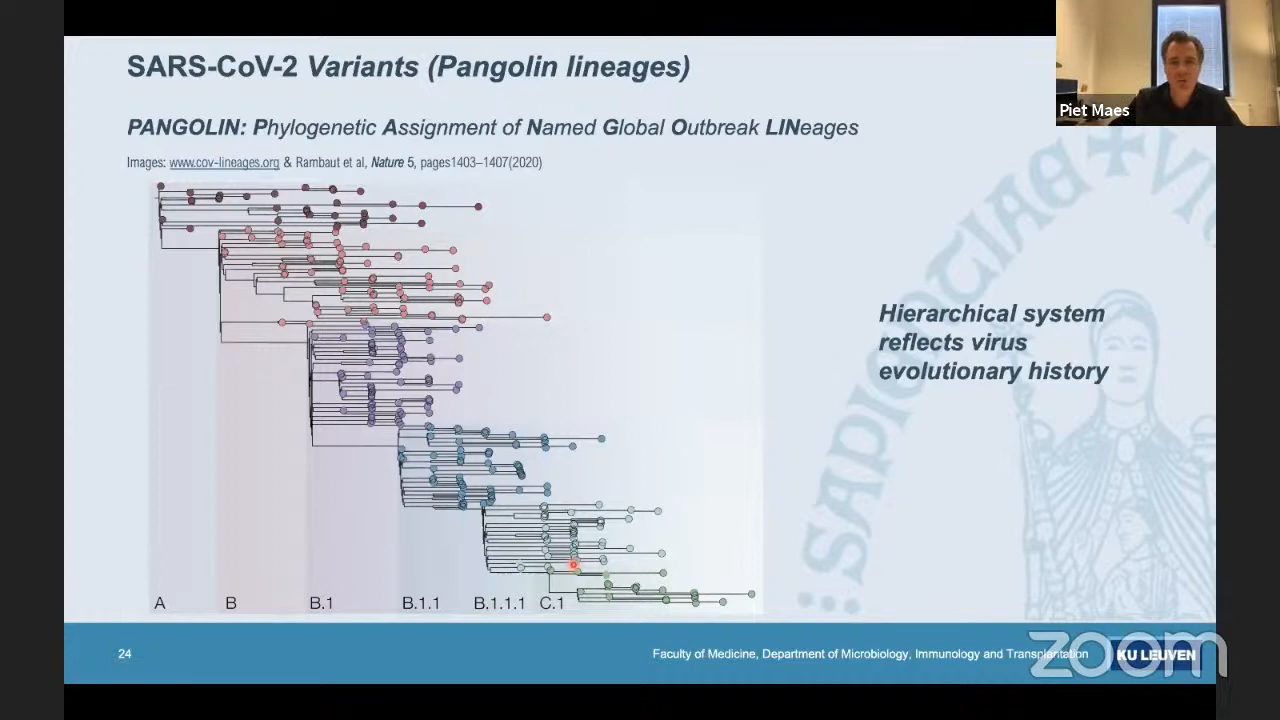 SARS-CoV-2 Variants (Pangolin lineages)
Piet Maes
PANGOLIN: Phylogenetic Assignment of Named Global Outbreak LINeages
Images: www.cov-lineages.org & Rambaut et al, Nature 5, pages1403–1407(2020)
SAPIENTIAE
Hierarchical system
reflects virus
evolutionary history
A B B.1 B.1.1 B.1.1.1 C.1
24
Faculty of Medicine, Department of Microbiology, Immunology and Transplantation
KU LEUVEN
zoom